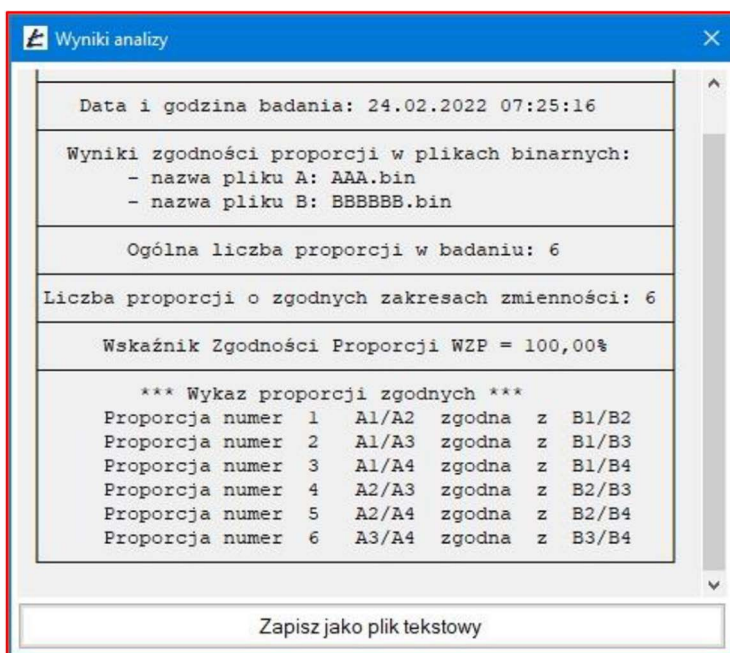 Wyniki analizy
Data i godzina badania: 24.02.2022 07:25:16
Wyniki zgodności proporcji w plikach binarnych:
- nazwa pliku A: AAA.bin
- nazwa pliku B: BBBBBB.bin
Ogólna liczba proporcji w badaniu: 6
Liczba proporcji o zgodnych zakresach zmienności: 6
Wskaźnik Zgodności Proporcji WZP = 100,00%
*** Wykaz proporcji zgodnych ***
Proporcja numer 1 A1/A2 zgodna z B1/B2
Proporcja numer 2 A1/A3 zgodna z B1/B3
Proporcja numer 3 A1/A4 zgodna z B1/B4
Proporcja numer 4 A2/A3 zgodna z B2/B3
Proporcja numer 5 A2/A4 zgodna z B2/B4
Proporcja numer 6 A3/A4 zgodna z B3/B4
Zapisz jako plik tekstowy